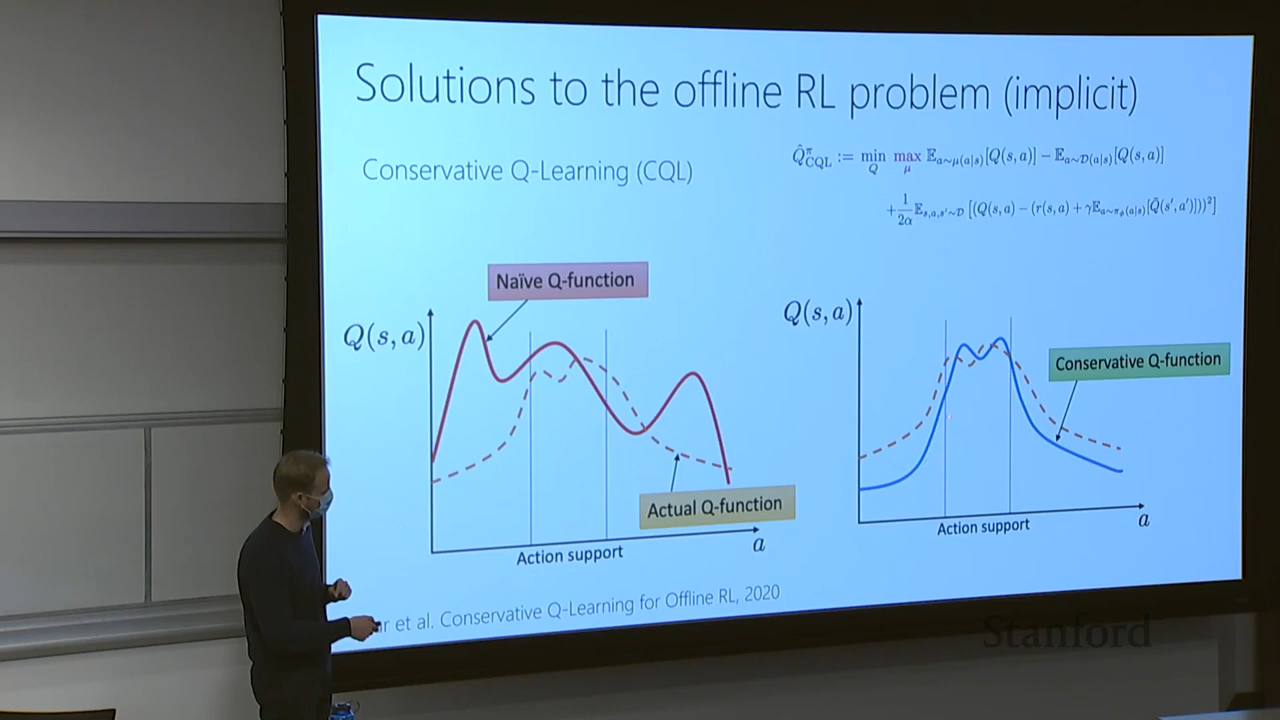 Solutions to the offline RL problem (implicit)
Conservative Q-Learning (CQL)
Q̂^π_CQL := min_Q max_μ 𝔼_{a∼μ(a|s)}[Q(s,a)] − 𝔼_{a∼𝒟(a|s)}[Q(s,a)]
+ 1/2α 𝔼_{s,a,s′∼𝒟} [(Q(s,a) − (r(s,a) + γ𝔼_{a∼π_ϕ(a|s)}[Q̄(s′,a′)]))²]
Naïve Q-function
Q(s,a)
Actual Q-function
Action support
a
Q(s,a)
Conservative Q-function
Action support
a
et al. Conservative Q-Learning for Offline RL, 2020
Stanford